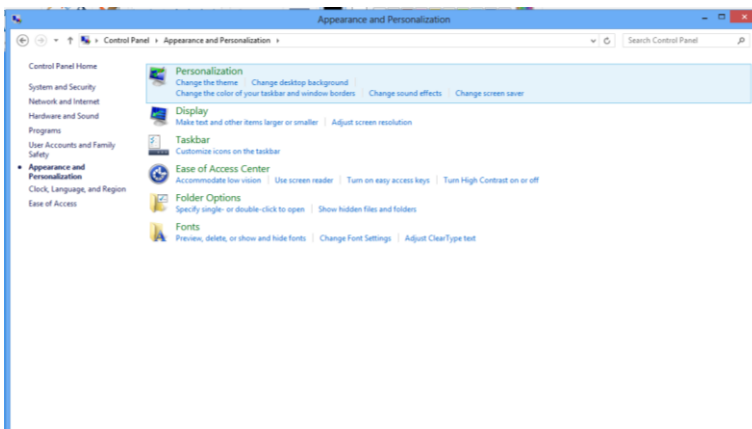 Appearance and Personalization
Control Panel Appearance and Personalization
Search Control Panel
Control Panel Home
System and Security
Network and Internet
Hardware and Sound
Programs
User Accounts and Family
Safety
Appearance and
Personalization
Clock, Language, and Region
Ease of Access
Personalization
Change the theme Change desktop background
Change the color of your taskbar and window borders Change sound effects Change screen saver
Display
Make text and other items larger or smaller Adjust screen resolution
Taskbar
Customize icons on the taskbar
Ease of Access Center
Accommodate low vision Use screen reader Turn on easy access keys Turn High Contrast on or off
Folder Options
Specify single- or double-click to open Show hidden files and folders
Fonts
Preview, delete, or show and hide fonts Change Font Settings Adjust ClearType text